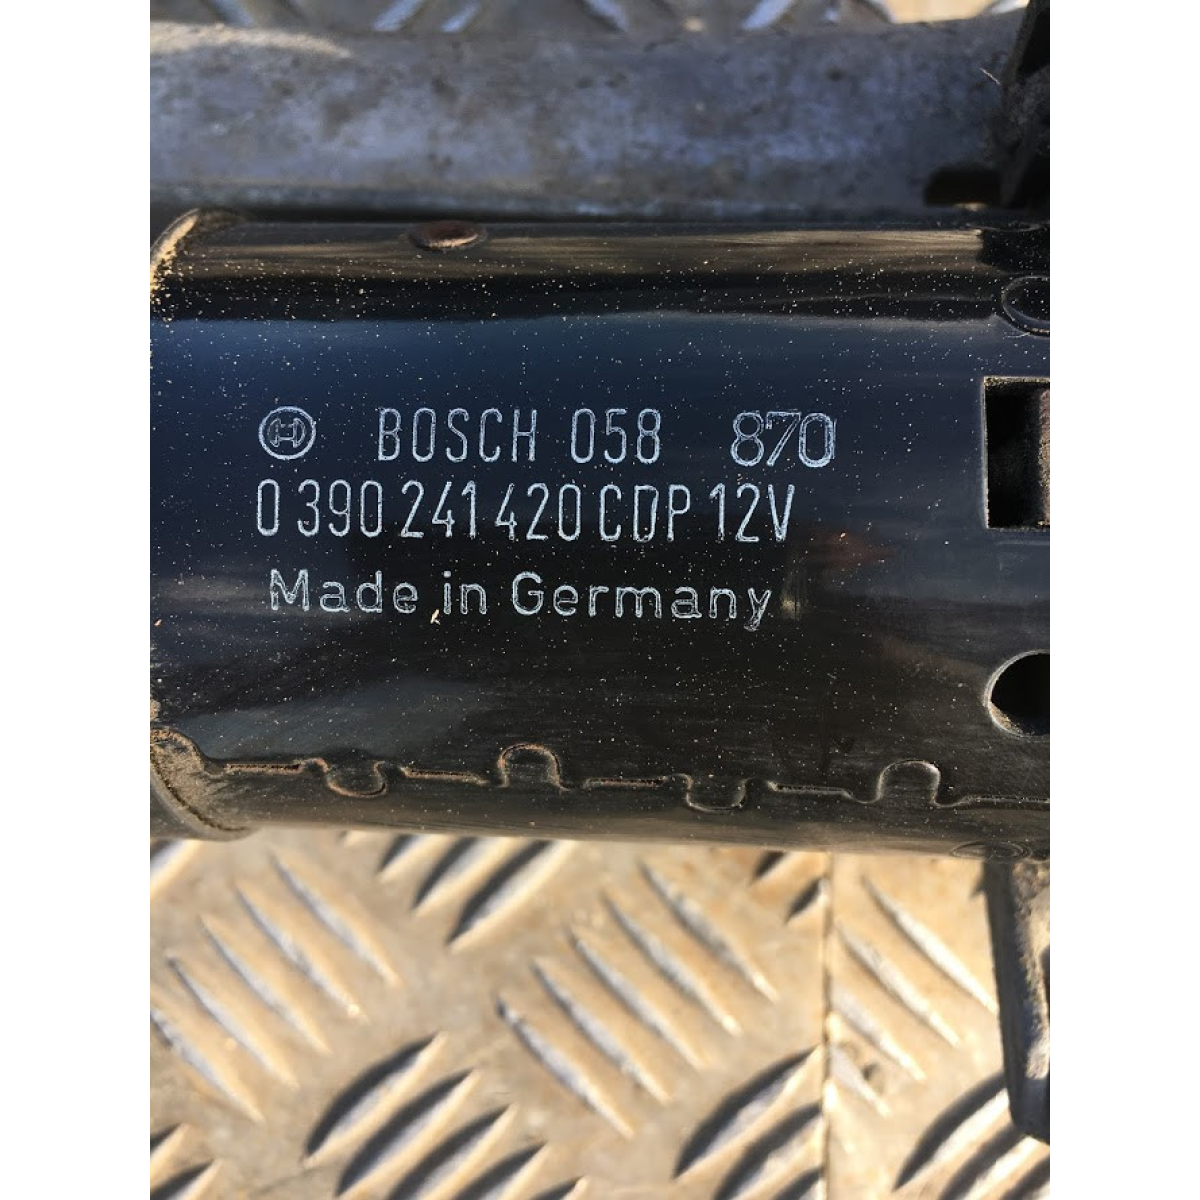 BOSCH 058 870
0 390 241 420 CDP 12V
Made in Germany